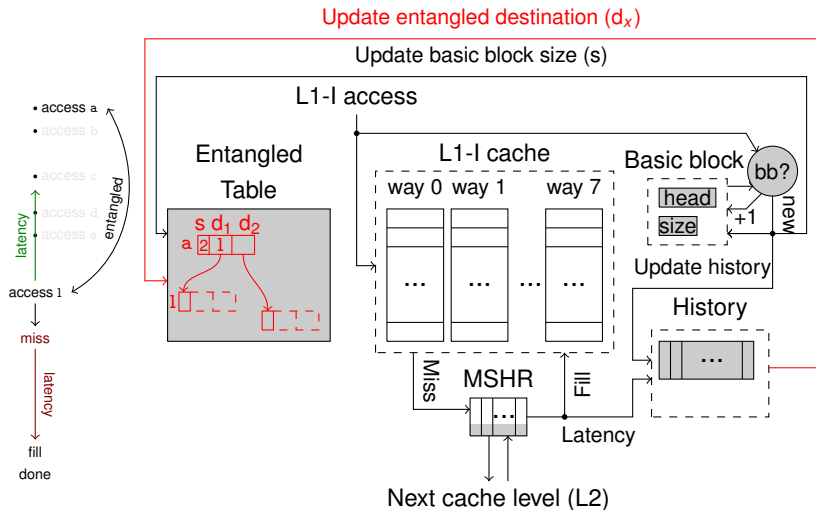 Update entangled destination (dx)
Update basic block size (s)
L1-I access
access a
access b
access c
access d
access e
latency
entangled
access l
miss
latency
fill
done
Entangled
Table
s d1 d2
a 2 l
l
L1-I cache
way 0 way 1 way 7
... ... ... ...
Basic block
bb?
head
size
+1
new
Update history
History
...
Miss
MSHR
...
Fill
Latency
Next cache level (L2)